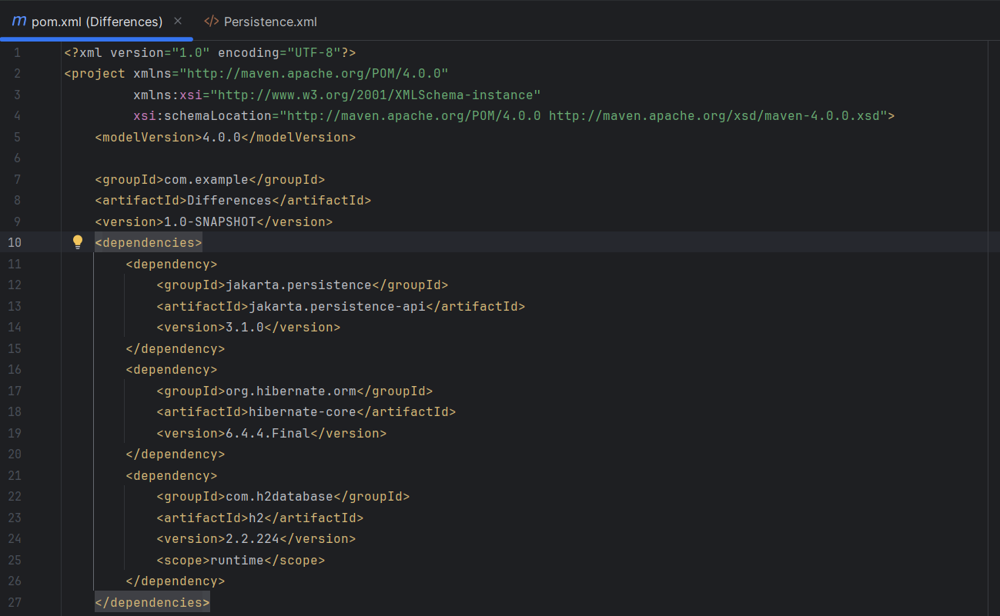 m pom.xml (Differences) ×  </> Persistence.xml
1 <?xml version="1.0" encoding="UTF-8"?>
2 <project xmlns="http://maven.apache.org/POM/4.0.0"
3          xmlns:xsi="http://www.w3.org/2001/XMLSchema-instance"
4          xsi:schemaLocation="http://maven.apache.org/POM/4.0.0 http://maven.apache.org/xsd/maven-4.0.0.xsd">
5     <modelVersion>4.0.0</modelVersion>
6
7     <groupId>com.example</groupId>
8     <artifactId>Differences</artifactId>
9     <version>1.0-SNAPSHOT</version>
10     <dependencies>
11         <dependency>
12             <groupId>jakarta.persistence</groupId>
13             <artifactId>jakarta.persistence-api</artifactId>
14             <version>3.1.0</version>
15         </dependency>
16         <dependency>
17             <groupId>org.hibernate.orm</groupId>
18             <artifactId>hibernate-core</artifactId>
19             <version>6.4.4.Final</version>
20         </dependency>
21         <dependency>
22             <groupId>com.h2database</groupId>
23             <artifactId>h2</artifactId>
24             <version>2.2.224</version>
25             <scope>runtime</scope>
26         </dependency>
27     </dependencies>